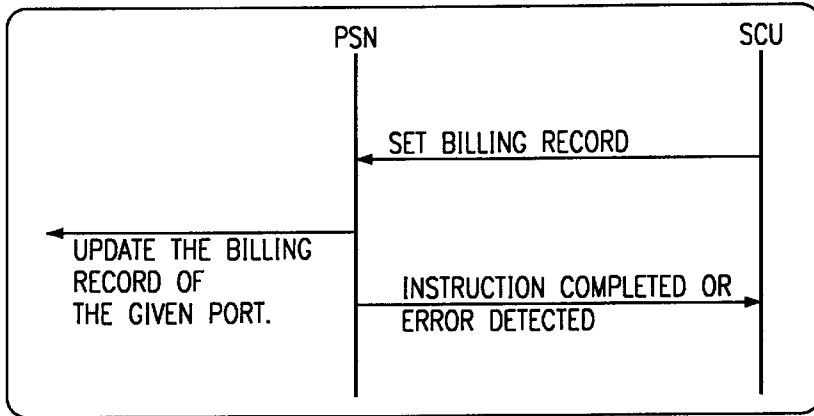 PSN
SCU
SET BILLING RECORD
UPDATE THE BILLING
RECORD OF
THE GIVEN PORT.
INSTRUCTION COMPLETED OR
ERROR DETECTED